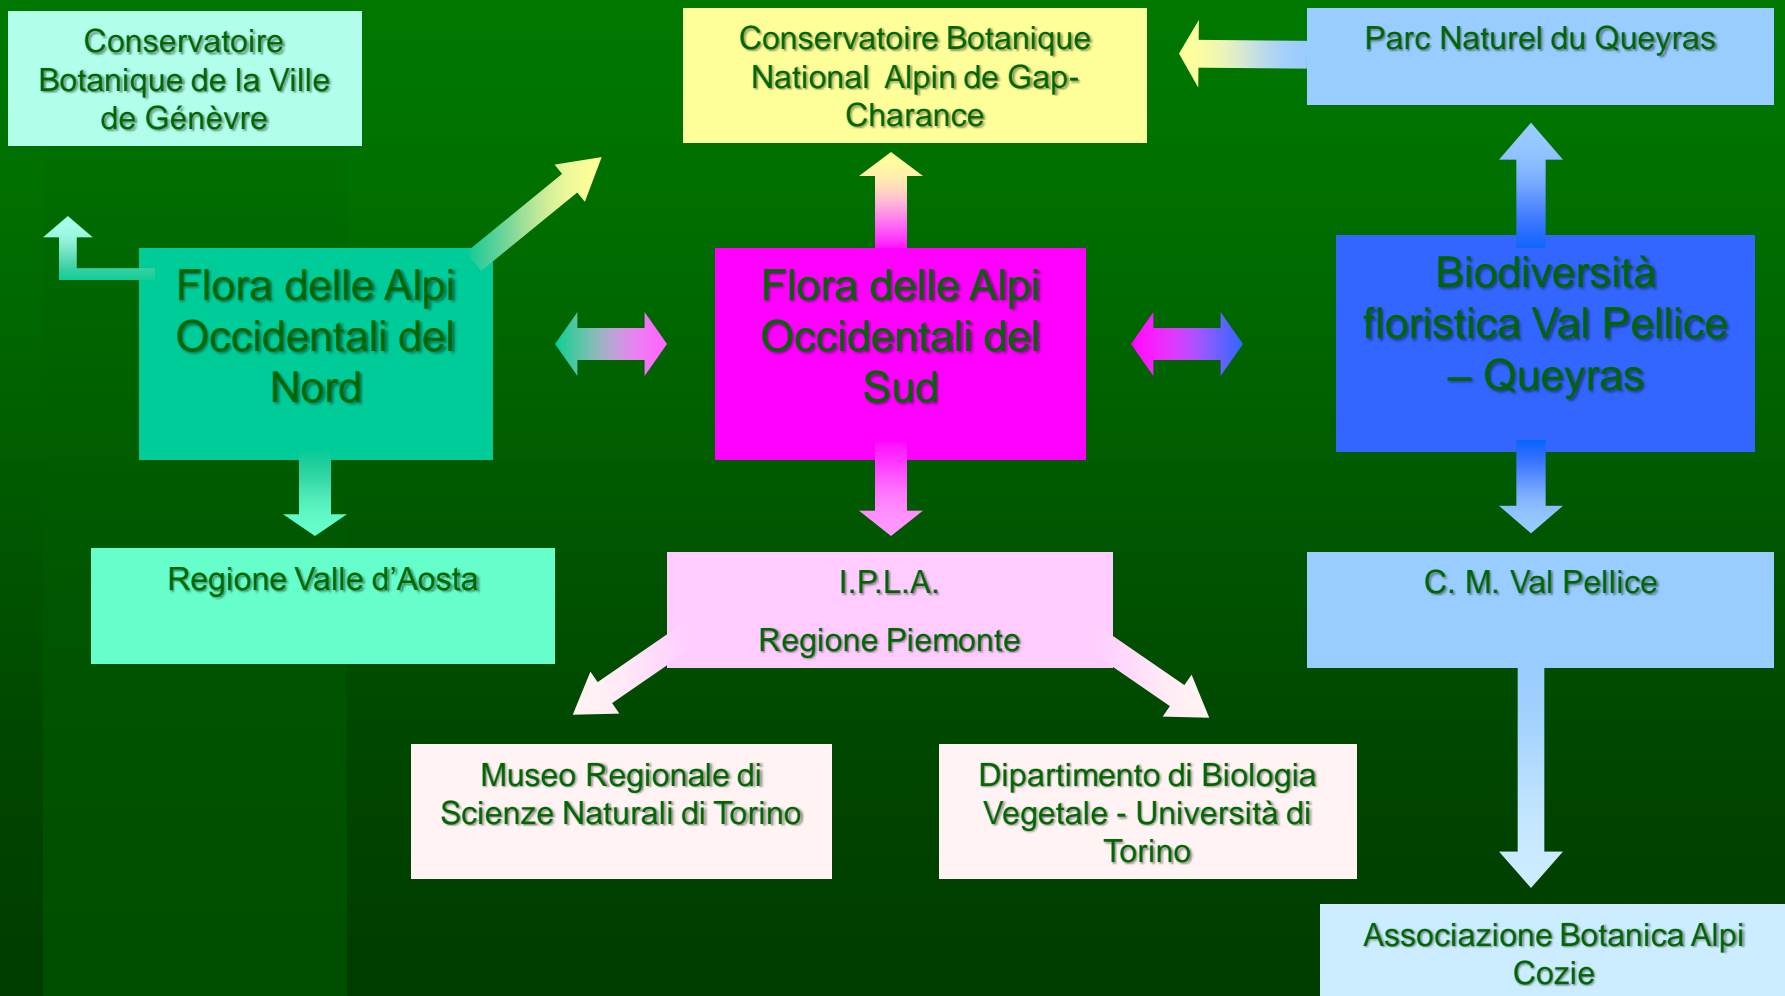 Conservatoire
Botanique de la Ville
de Génèvre
Conservatoire Botanique
National Alpin de Gap-
Charance
Parc Naturel du Queyras
Flora delle Alpi
Occidentali del
Nord
Flora delle Alpi
Occidentali del
Sud
Biodiversità
floristica Val Pellice
– Queyras
Regione Valle d’Aosta
I.P.L.A.
Regione Piemonte
C. M. Val Pellice
Museo Regionale di
Scienze Naturali di Torino
Dipartimento di Biologia
Vegetale - Università di
Torino
Associazione Botanica Alpi
Cozie